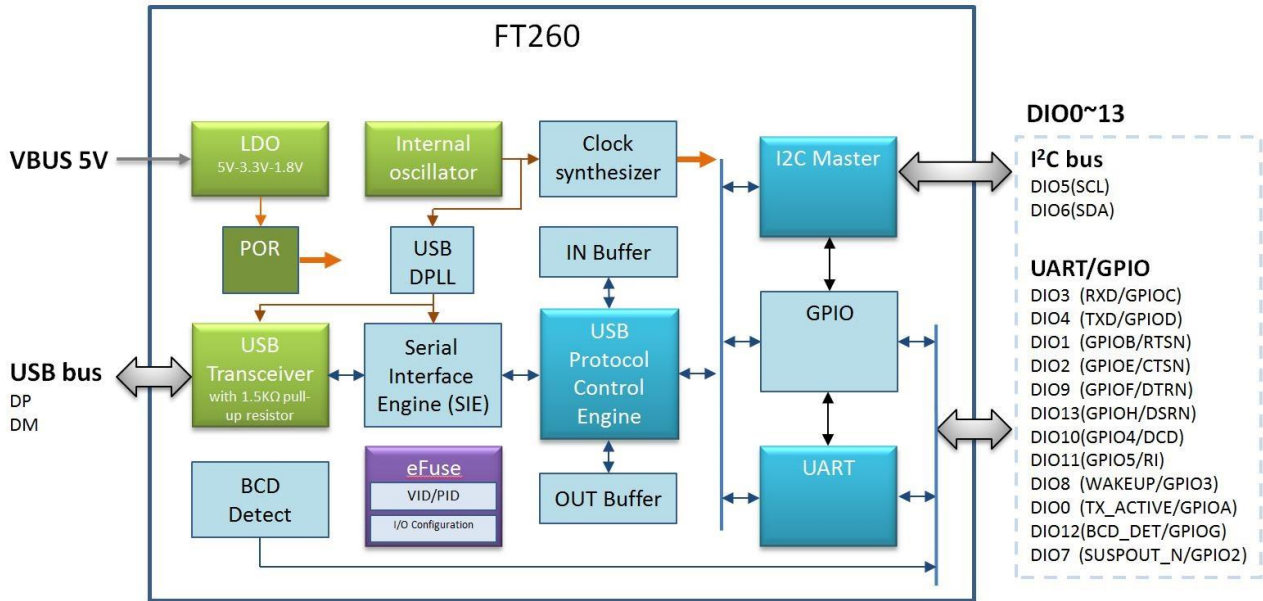 FT260
VBUS 5V
LDO
5V-3.3V-1.8V
Internal
oscillator
Clock
synthesizer
I2C Master
POR
USB
DPLL
IN Buffer
GPIO
USB bus
DP
DM
USB
Transceiver
with 1.5KΩ pull-
up resistor
Serial
Interface
Engine (SIE)
USB
Protocol
Control
Engine
BCD
Detect
eFuse
VID/PID
I/O Configuration
OUT Buffer
UART
DIO0~13
I²C bus
DIO5(SCL)
DIO6(SDA)
UART/GPIO
DIO3 (RXD/GPIOC)
DIO4 (TXD/GPIOD)
DIO1 (GPIOB/RTSN)
DIO2 (GPIOE/CTSN)
DIO9 (GPIOF/DTRN)
DIO13(GPIOH/DSRN)
DIO10(GPIO4/DCD)
DIO11(GPIO5/RI)
DIO8 (WAKEUP/GPIO3)
DIO0 (TX_ACTIVE/GPIOA)
DIO12(BCD_DET/GPIOG)
DIO7 (SUSPOUT_N/GPIO2)